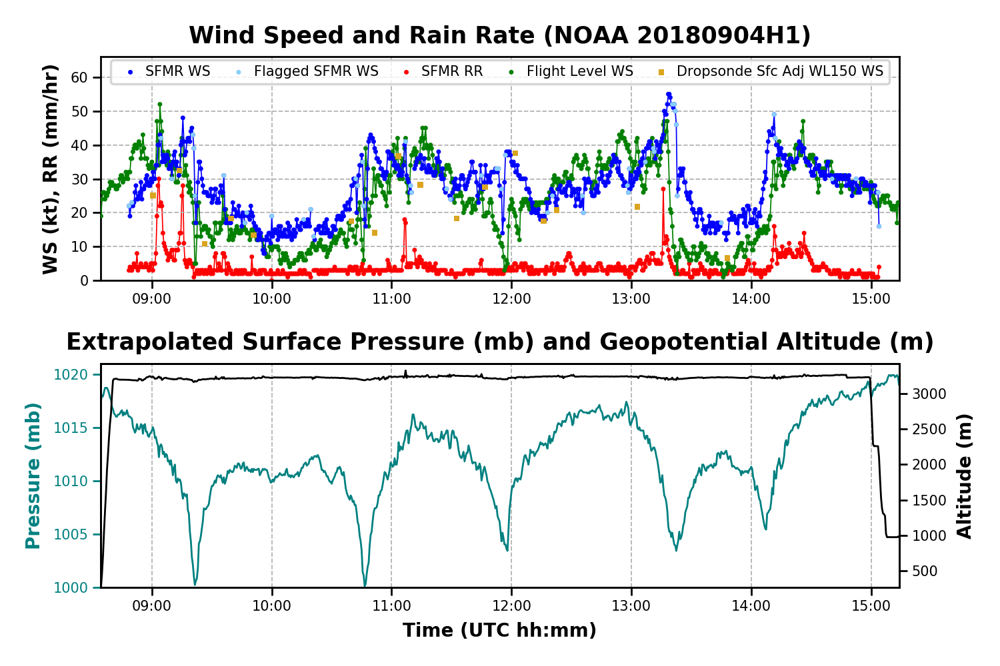 Wind Speed and Rain Rate (NOAA 20180904H1)
SFMR WS Flagged SFMR WS SFMR RR Flight Level WS Dropsonde Sfc Adj WL150 WS
WS (kt), RR (mm/hr)
60
50
40
30
20
10
0
09:00 10:00 11:00 12:00 13:00 14:00 15:00
Extrapolated Surface Pressure (mb) and Geopotential Altitude (m)
Pressure (mb)
1020
1015
1010
1005
1000
3000
2500
2000
1500
1000
500
Altitude (m)
09:00 10:00 11:00 12:00 13:00 14:00 15:00
Time (UTC hh:mm)